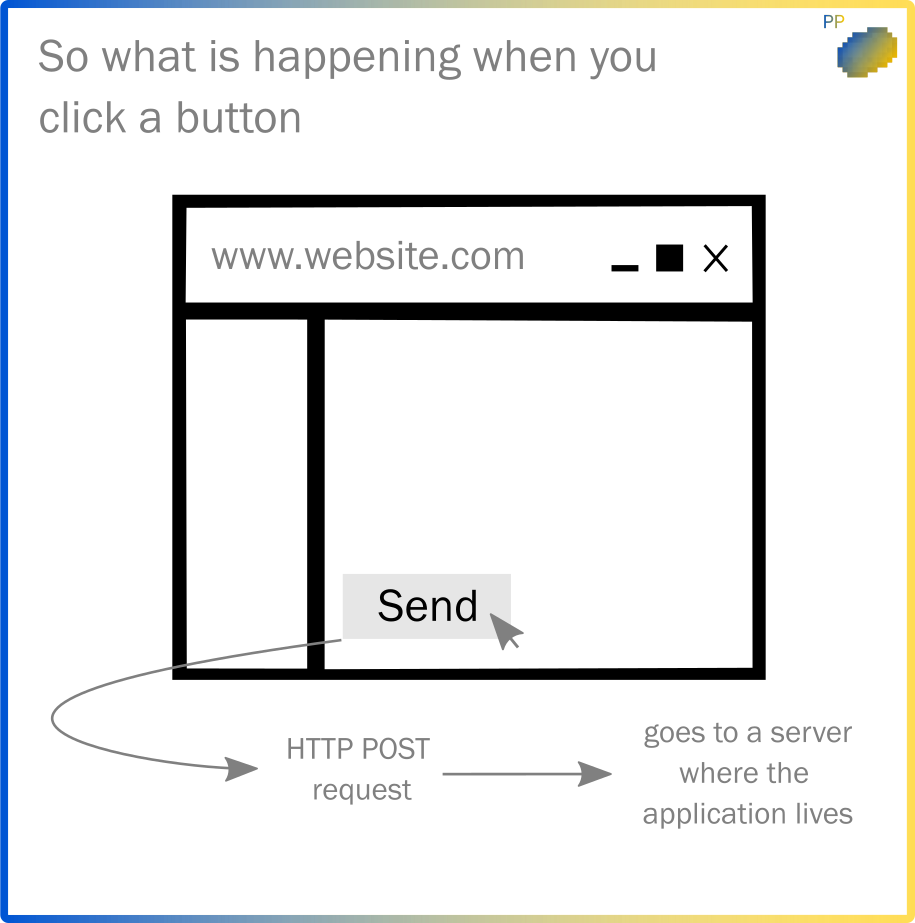 PP
So what is happening when you
click a button
www.website.com
Send
HTTP POST
request
goes to a server
where the
application lives